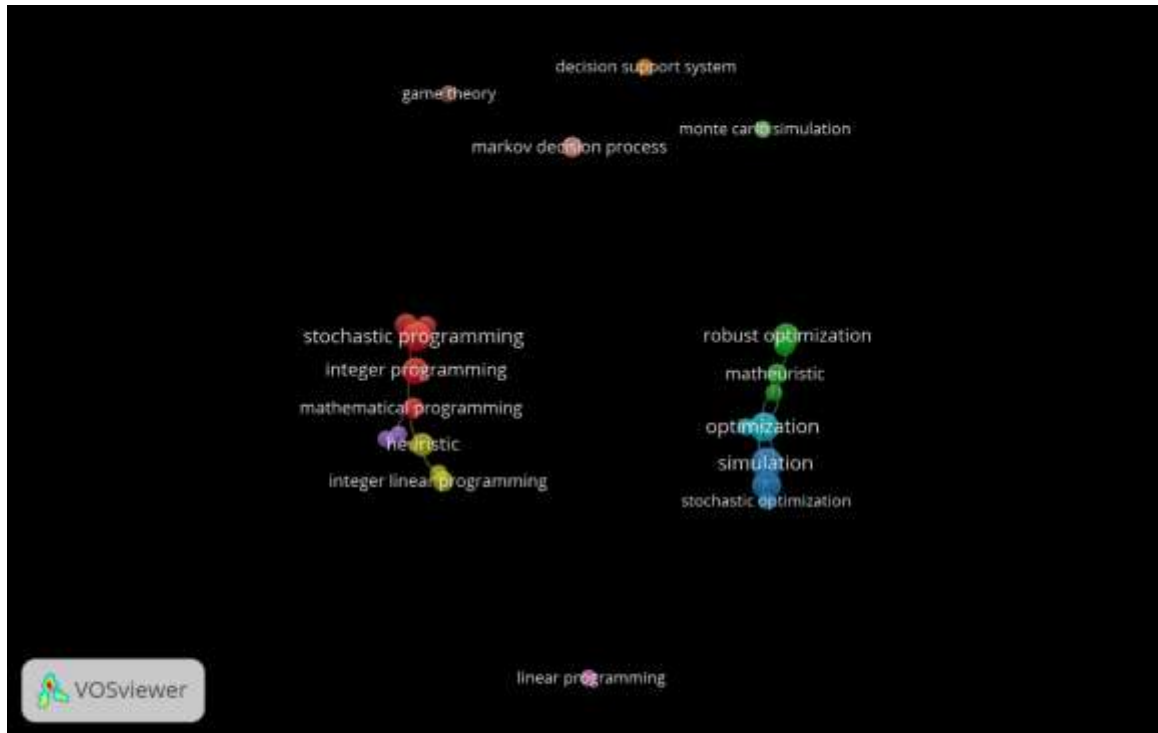 decision support system
game theory
monte carlo simulation
markov decision process
stochastic programming
robust optimization
integer programming
matheuristic
mathematical programming
optimization
heuristic
simulation
integer linear programming
stochastic optimization
linear programming
VOSviewer